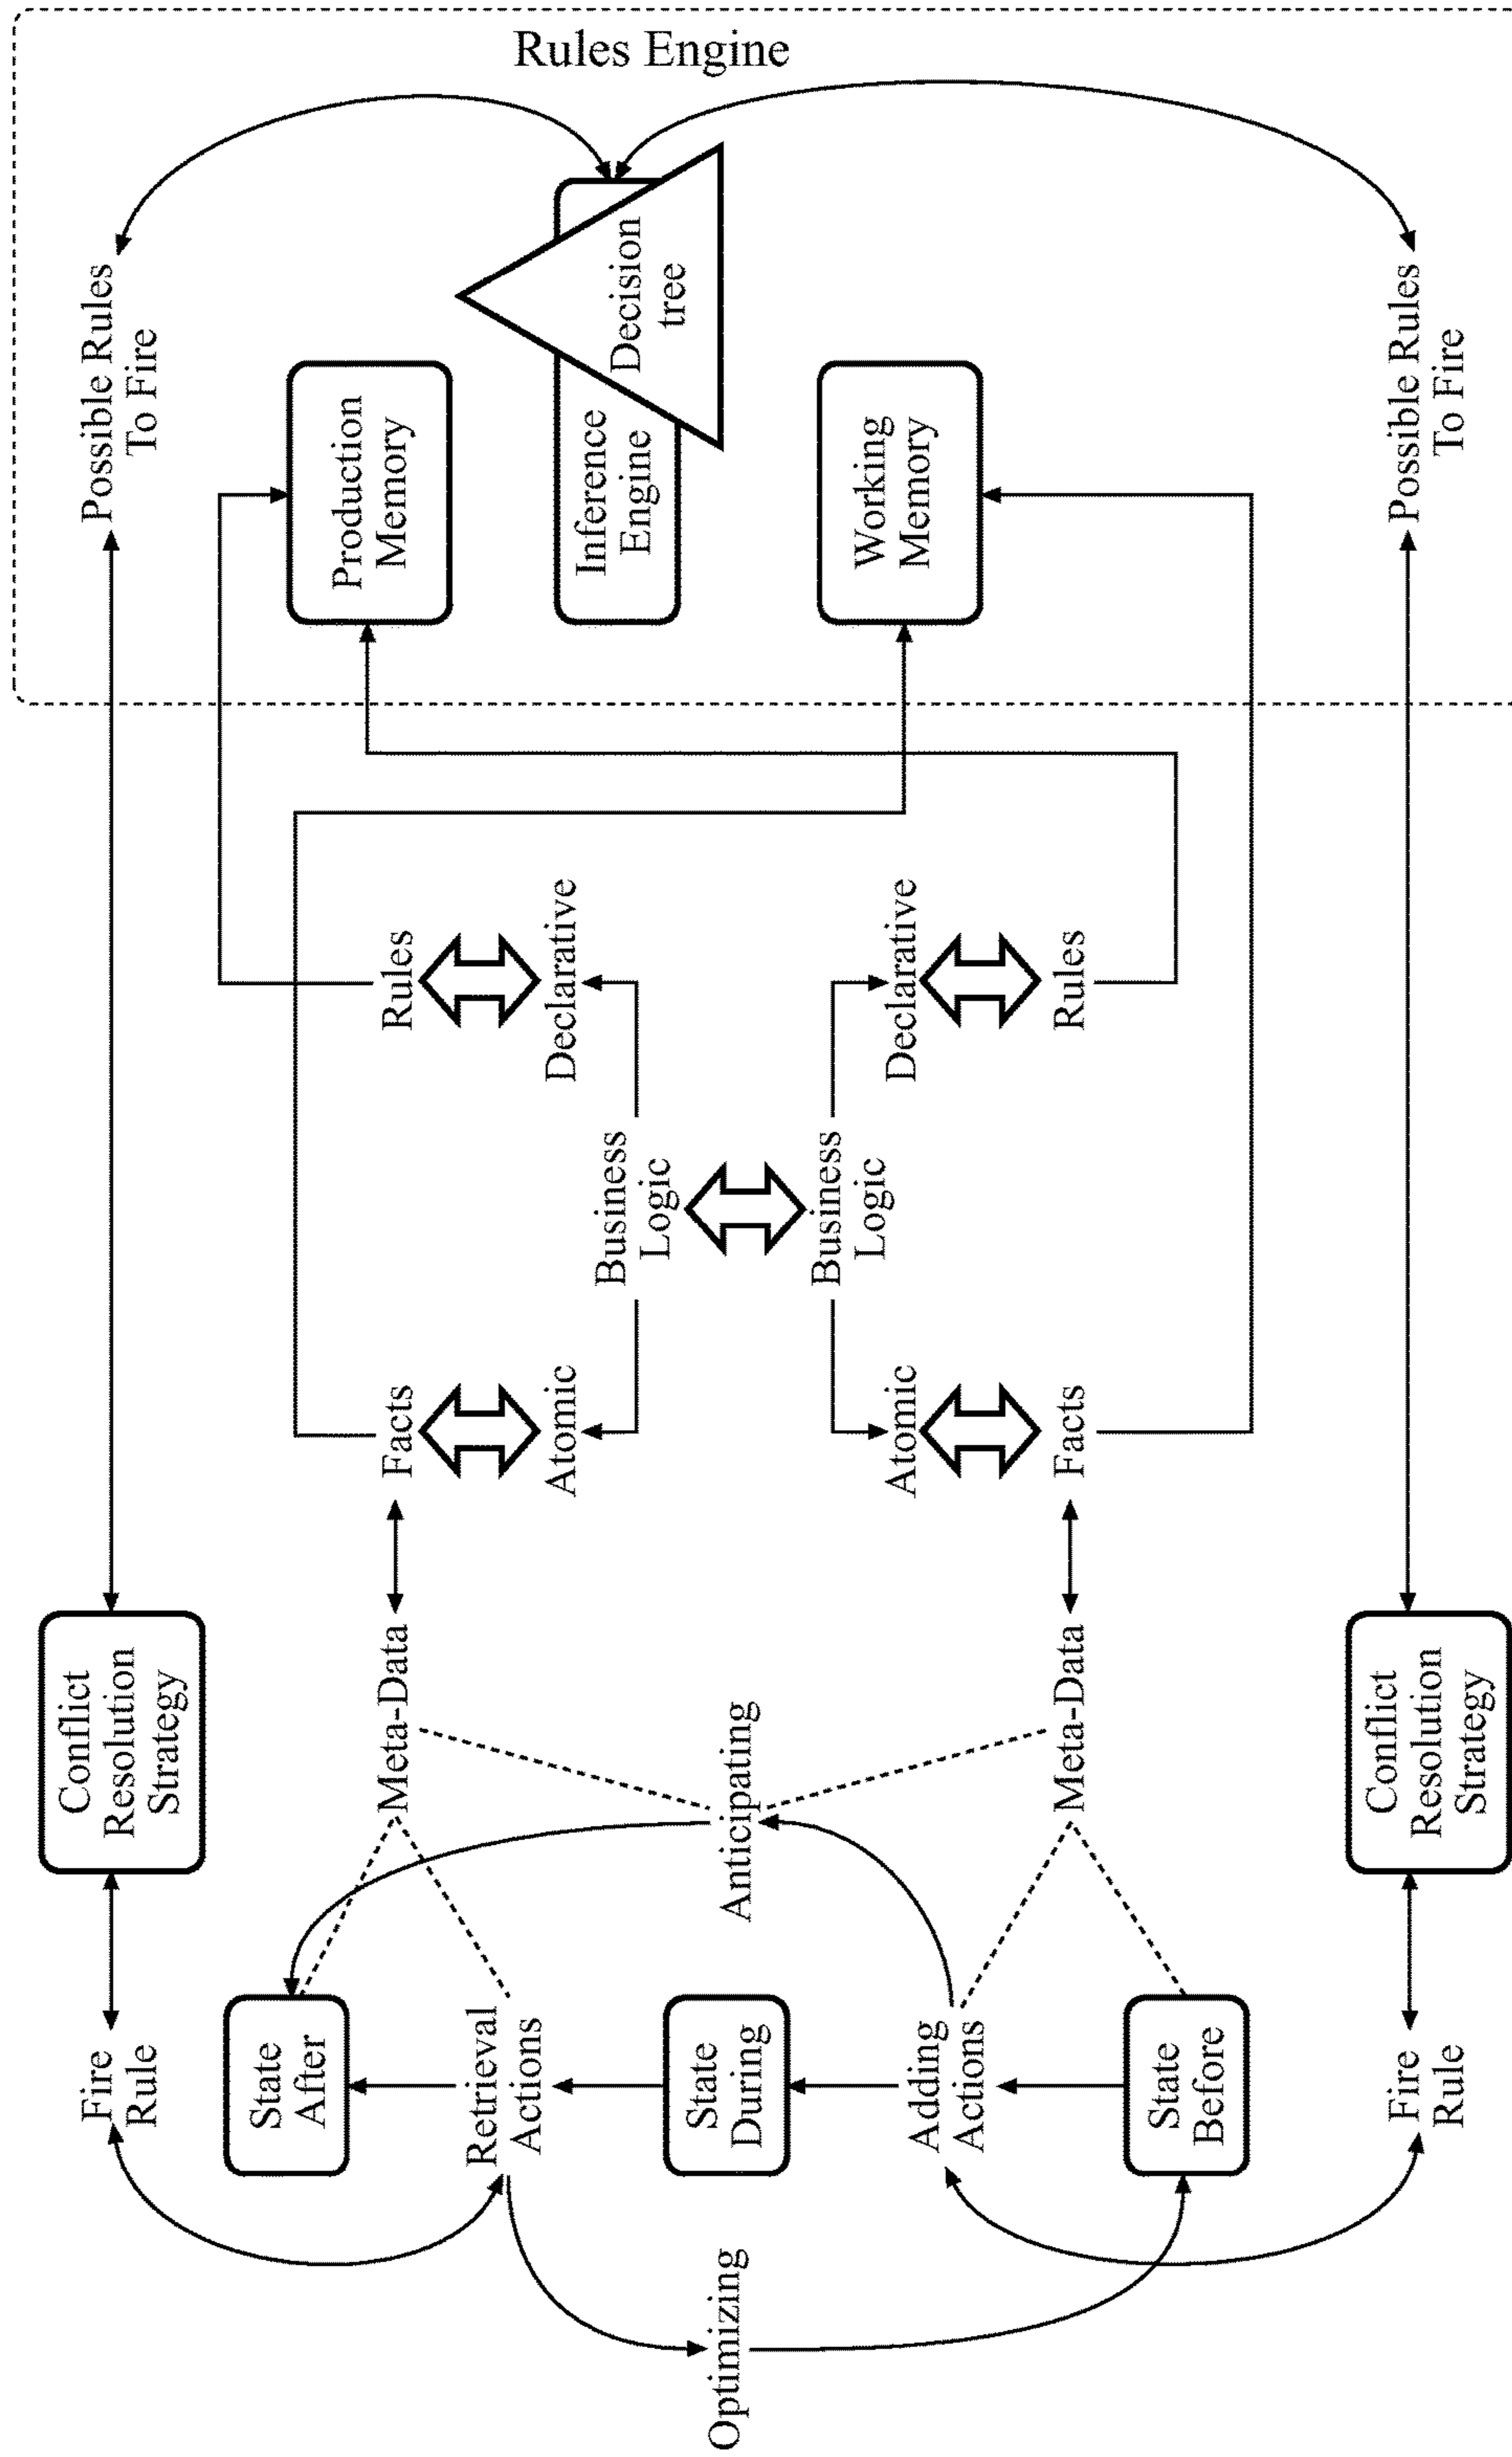 Rules Engine
Fire
Rule
Conflict
Resolution
Strategy
Possible Rules
To Fire
State
After
Meta-Data
Facts
Rules
Production
Memory
Retrieval
Actions
Atomic
Declarative
Business
Logic
Inference
Engine
Decision
tree
Optimizing
State
During
Anticipating
Business
Logic
Adding
Actions
Atomic
Declarative
Working
Memory
State
Before
Meta-Data
Facts
Rules
Fire
Rule
Conflict
Resolution
Strategy
Possible Rules
To Fire